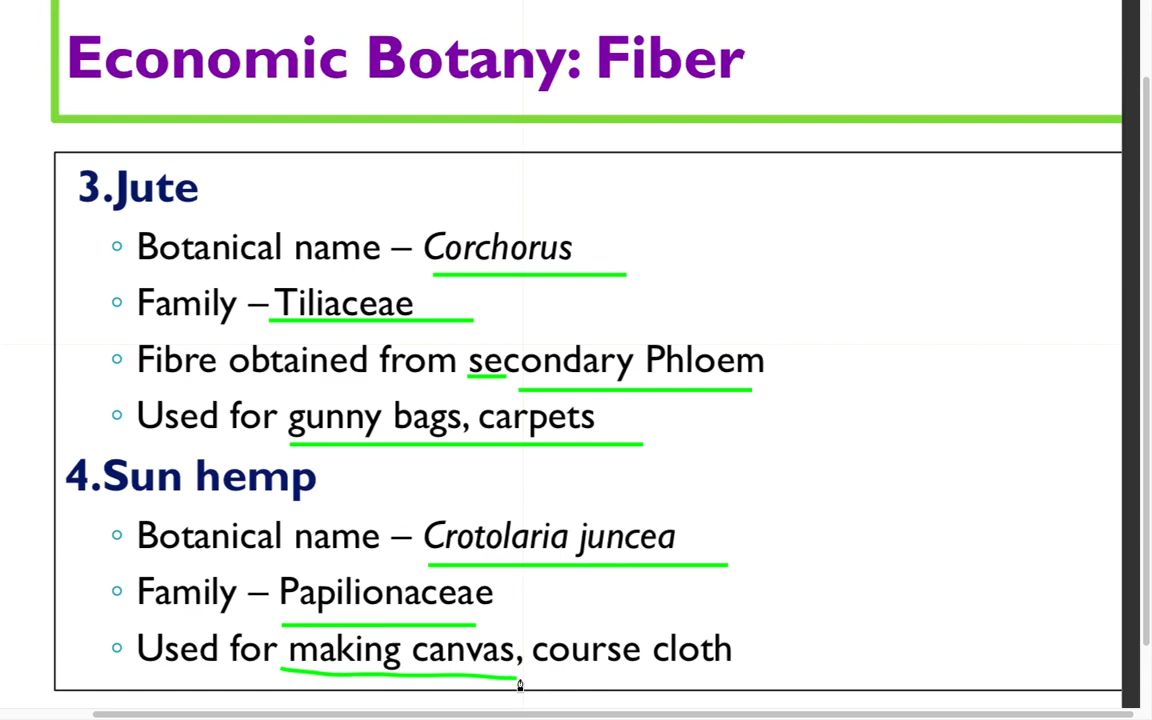 Economic Botany: Fiber
3.Jute
Botanical name – Corchorus
Family – Tiliaceae
Fibre obtained from secondary Phloem
Used for gunny bags, carpets
4.Sun hemp
Botanical name – Crotolaria juncea
Family – Papilionaceae
Used for making canvas, course cloth